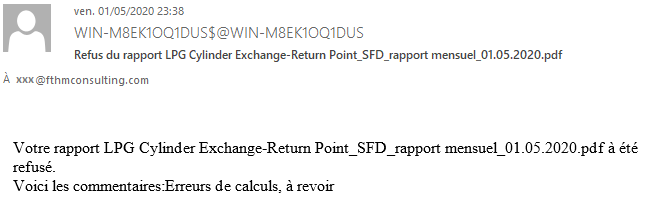 ven. 01/05/2020 23:38
WIN-M8EK1OQ1DUS$@WIN-M8EK1OQ1DUS
Refus du rapport LPG Cylinder Exchange-Return Point_SFD_rapport mensuel_01.05.2020.pdf
À xxx@fthmconsulting.com
Votre rapport LPG Cylinder Exchange-Return Point_SFD_rapport mensuel_01.05.2020.pdf à été
refusé.
Voici les commentaires:Erreurs de calculs, à revoir